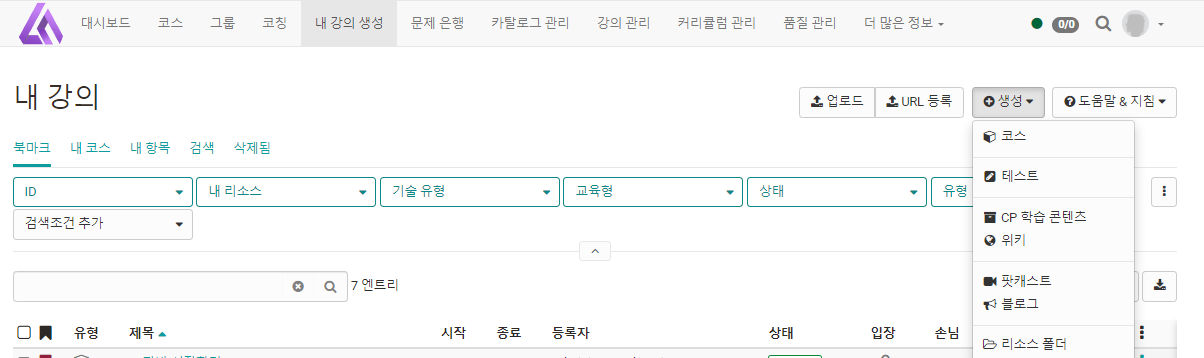 대시보드 코스 그룹 코칭 내 강의 생성 문제 은행 카탈로그 관리 강의 관리 커리큘럼 관리 품질 관리 더 많은 정보 0/0
내 강의 업로드 URL 등록 생성 도움말 & 지침
코스
북마크 내 코스 내 항목 검색 삭제됨
테스트
ID 내 리소스 기술 유형 교육형 상태 유형
CP 학습 콘텐츠
검색조건 추가
위키
7 엔트리
팟캐스트
블로그
유형 제목 시작 종료 등록자 상태 입장 손님
리소스 폴더